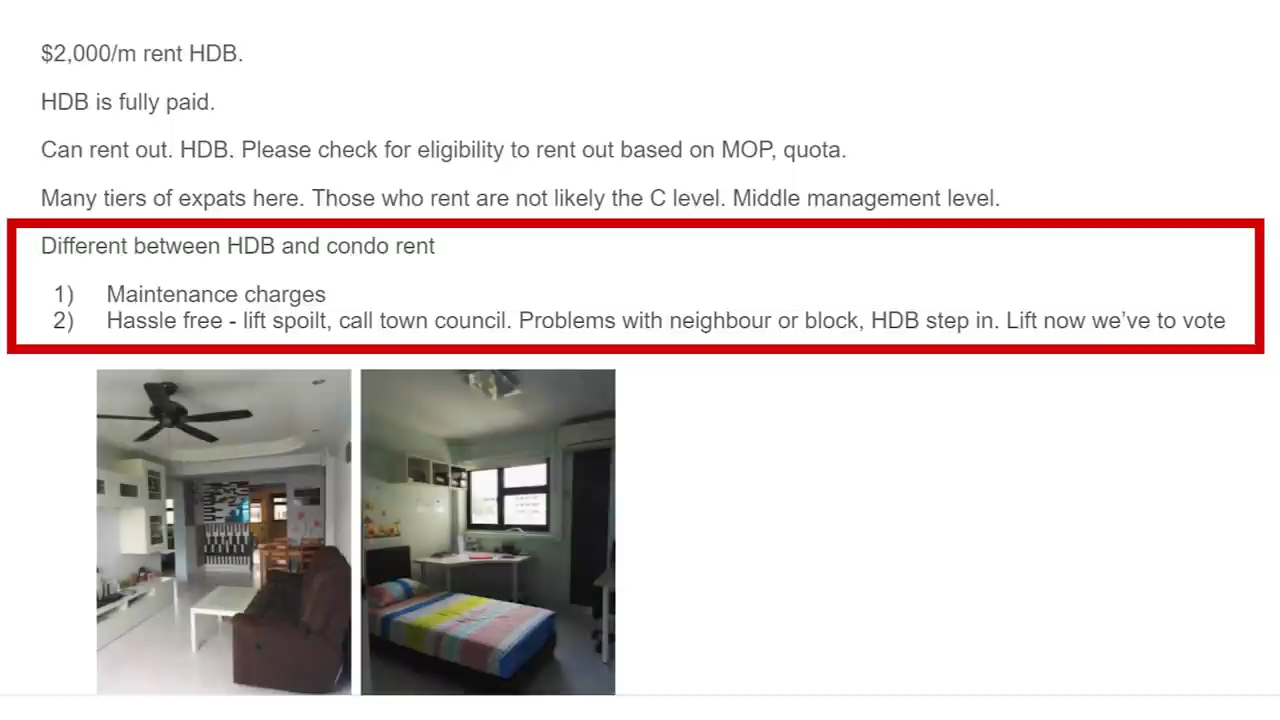 $2,000/m rent HDB.
HDB is fully paid.
Can rent out. HDB. Please check for eligibility to rent out based on MOP, quota.
Many tiers of expats here. Those who rent are not likely the C level. Middle management level.
Different between HDB and condo rent
1) Maintenance charges
2) Hassle free - lift spoilt, call town council. Problems with neighbour or block, HDB step in. Lift now we've to vote